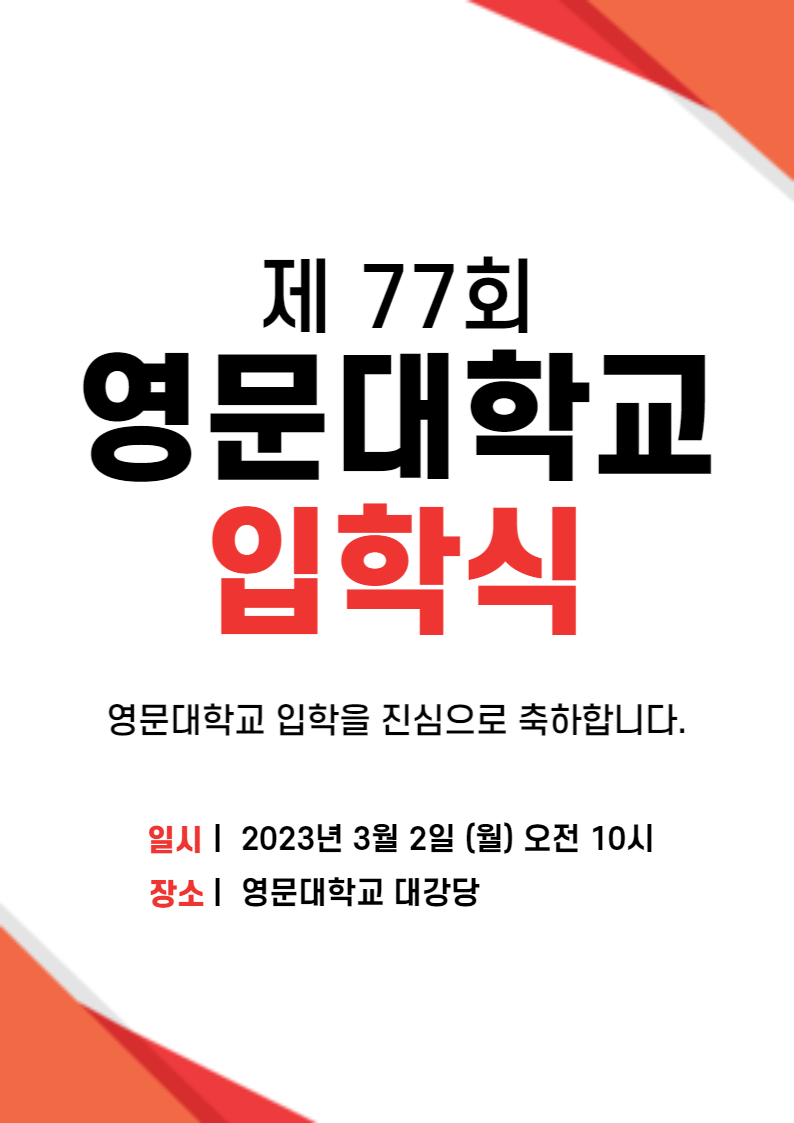 제 77회
영문대학교
입학식
영문대학교 입학을 진심으로 축하합니다.
일시 | 2023년 3월 2일 (월) 오전 10시
장소 | 영문대학교 대강당